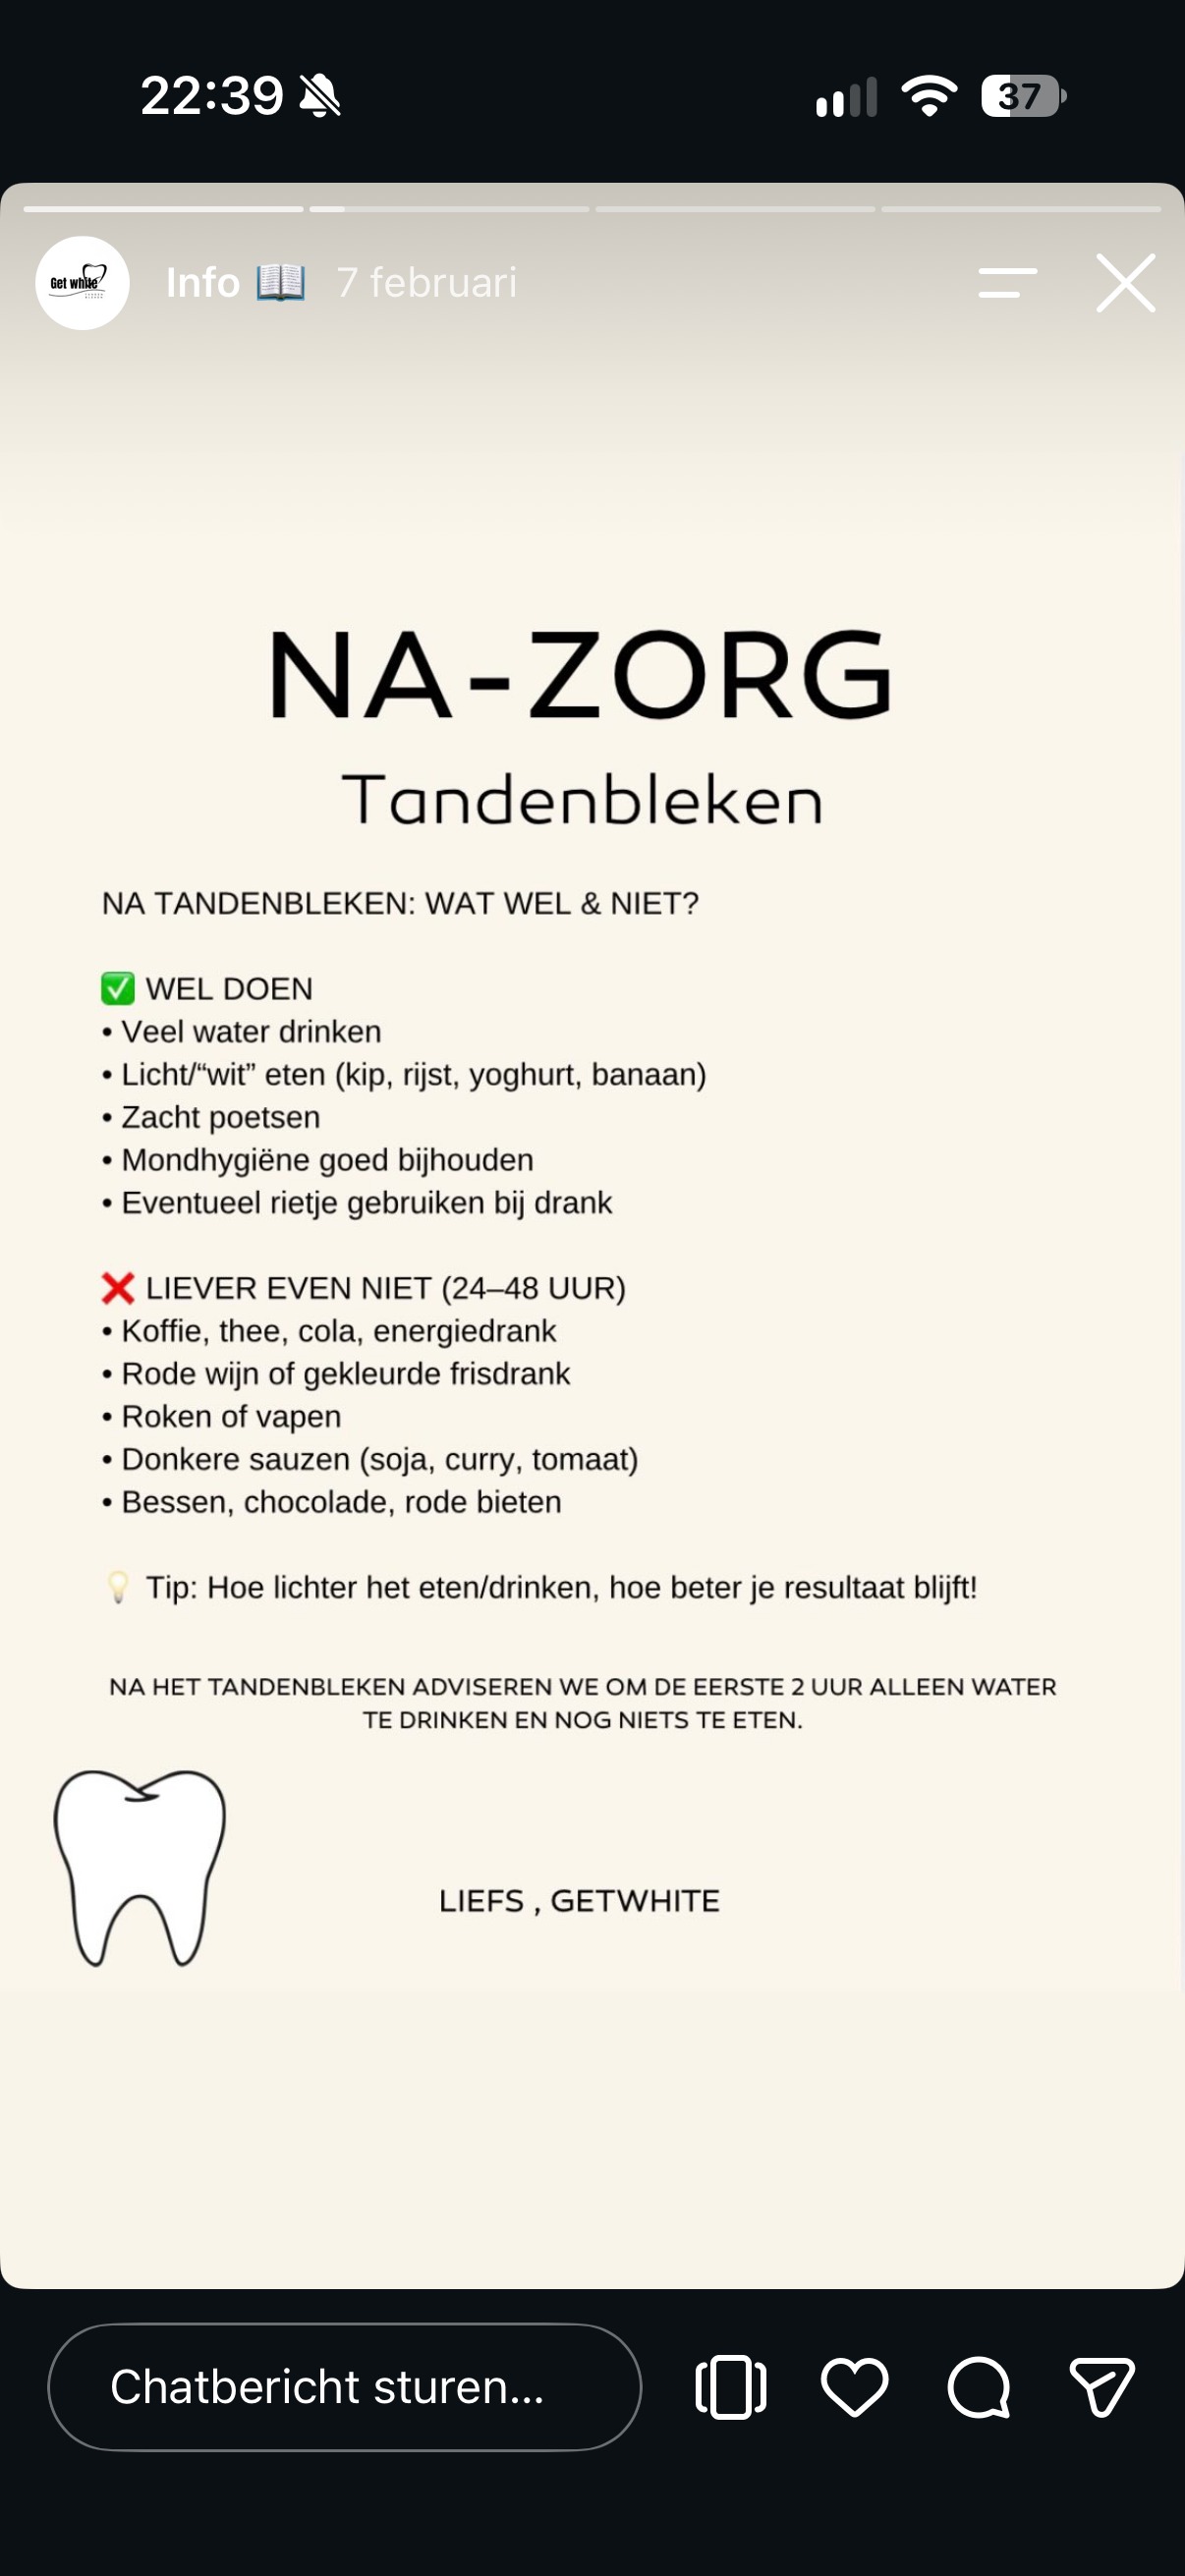 22:39
37
Get white
Info 📖 7 februari
NA-ZORG
Tandenbleken
NA TANDENBLEKEN: WAT WEL & NIET?
✅ WEL DOEN
• Veel water drinken
• Licht/“wit” eten (kip, rijst, yoghurt, banaan)
• Zacht poetsen
• Mondhygiëne goed bijhouden
• Eventueel rietje gebruiken bij drank
❌ LIEVER EVEN NIET (24–48 UUR)
• Koffie, thee, cola, energiedrank
• Rode wijn of gekleurde frisdrank
• Roken of vapen
• Donkere sauzen (soja, curry, tomaat)
• Bessen, chocolade, rode bieten
💡 Tip: Hoe lichter het eten/drinken, hoe beter je resultaat blijft!
NA HET TANDENBLEKEN ADVISEREN WE OM DE EERSTE 2 UUR ALLEEN WATER
TE DRINKEN EN NOG NIETS TE ETEN.
LIEFS , GETWHITE
Chatbericht sturen...